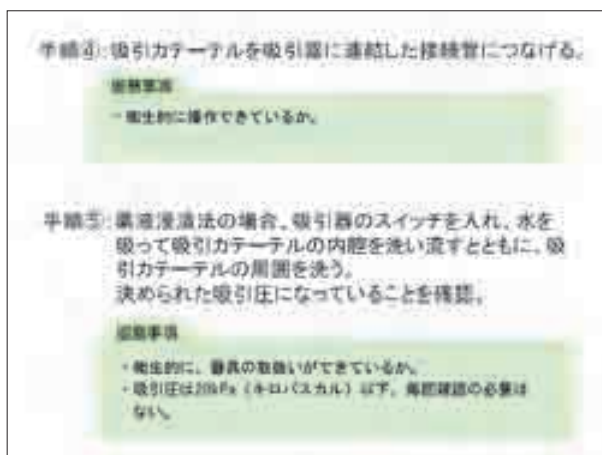 手順④:吸引カテーテルを吸引器に連結した接続管につなげる。
留意事項
・衛生的に操作できているか。
手順⑤:薬液浸漬法の場合、吸引器のスイッチを入れ、水を
吸って吸引カテーテルの内腔を洗い流すとともに、吸
引カテーテルの周囲を洗う。
決められた吸引圧になっていることを確認。
留意事項
・衛生的に、器具の取扱いができているか。
・吸引圧は20kPa(キロパスカル)以下、毎回確認の必要は
ない。